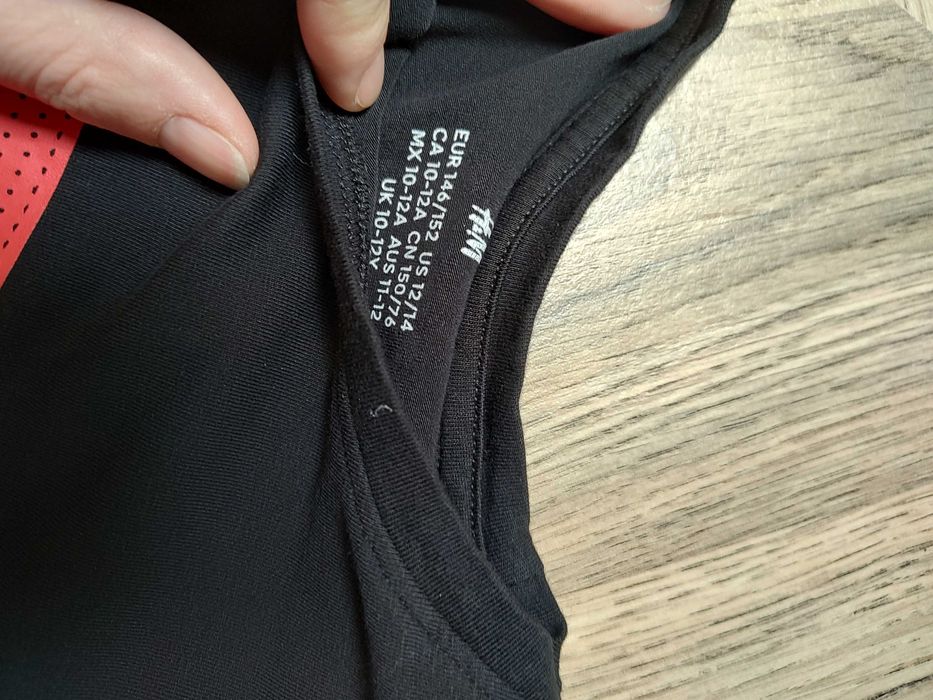 H&M
EUR 146/152 US 12/14
CA 10-12A CN 150/76
MX 10-12A AUS 11-12
UK 10-12Y